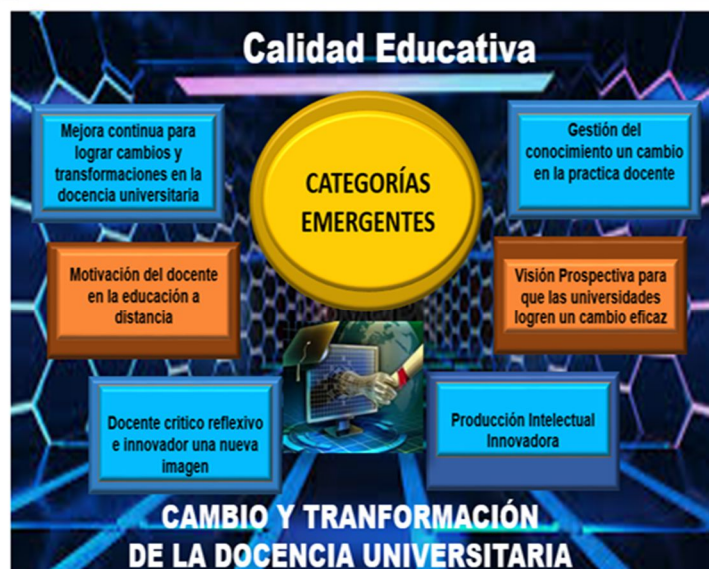 Calidad Educativa
Mejora continua para
lograr cambios y
transformaciones en la
docencia universitaria
CATEGORÍAS
EMERGENTES
Gestión del
conocimiento un cambio
en la practica docente
Motivación del docente
en la educación a
distancia
Visión Prospectiva para
que las universidades
logren un cambio eficaz
Docente critico reflexivo
e innovador una nueva
imagen
Producción Intelectual
Innovadora
CAMBIO Y TRANFORMACIÓN
DE LA DOCENCIA UNIVERSITARIA